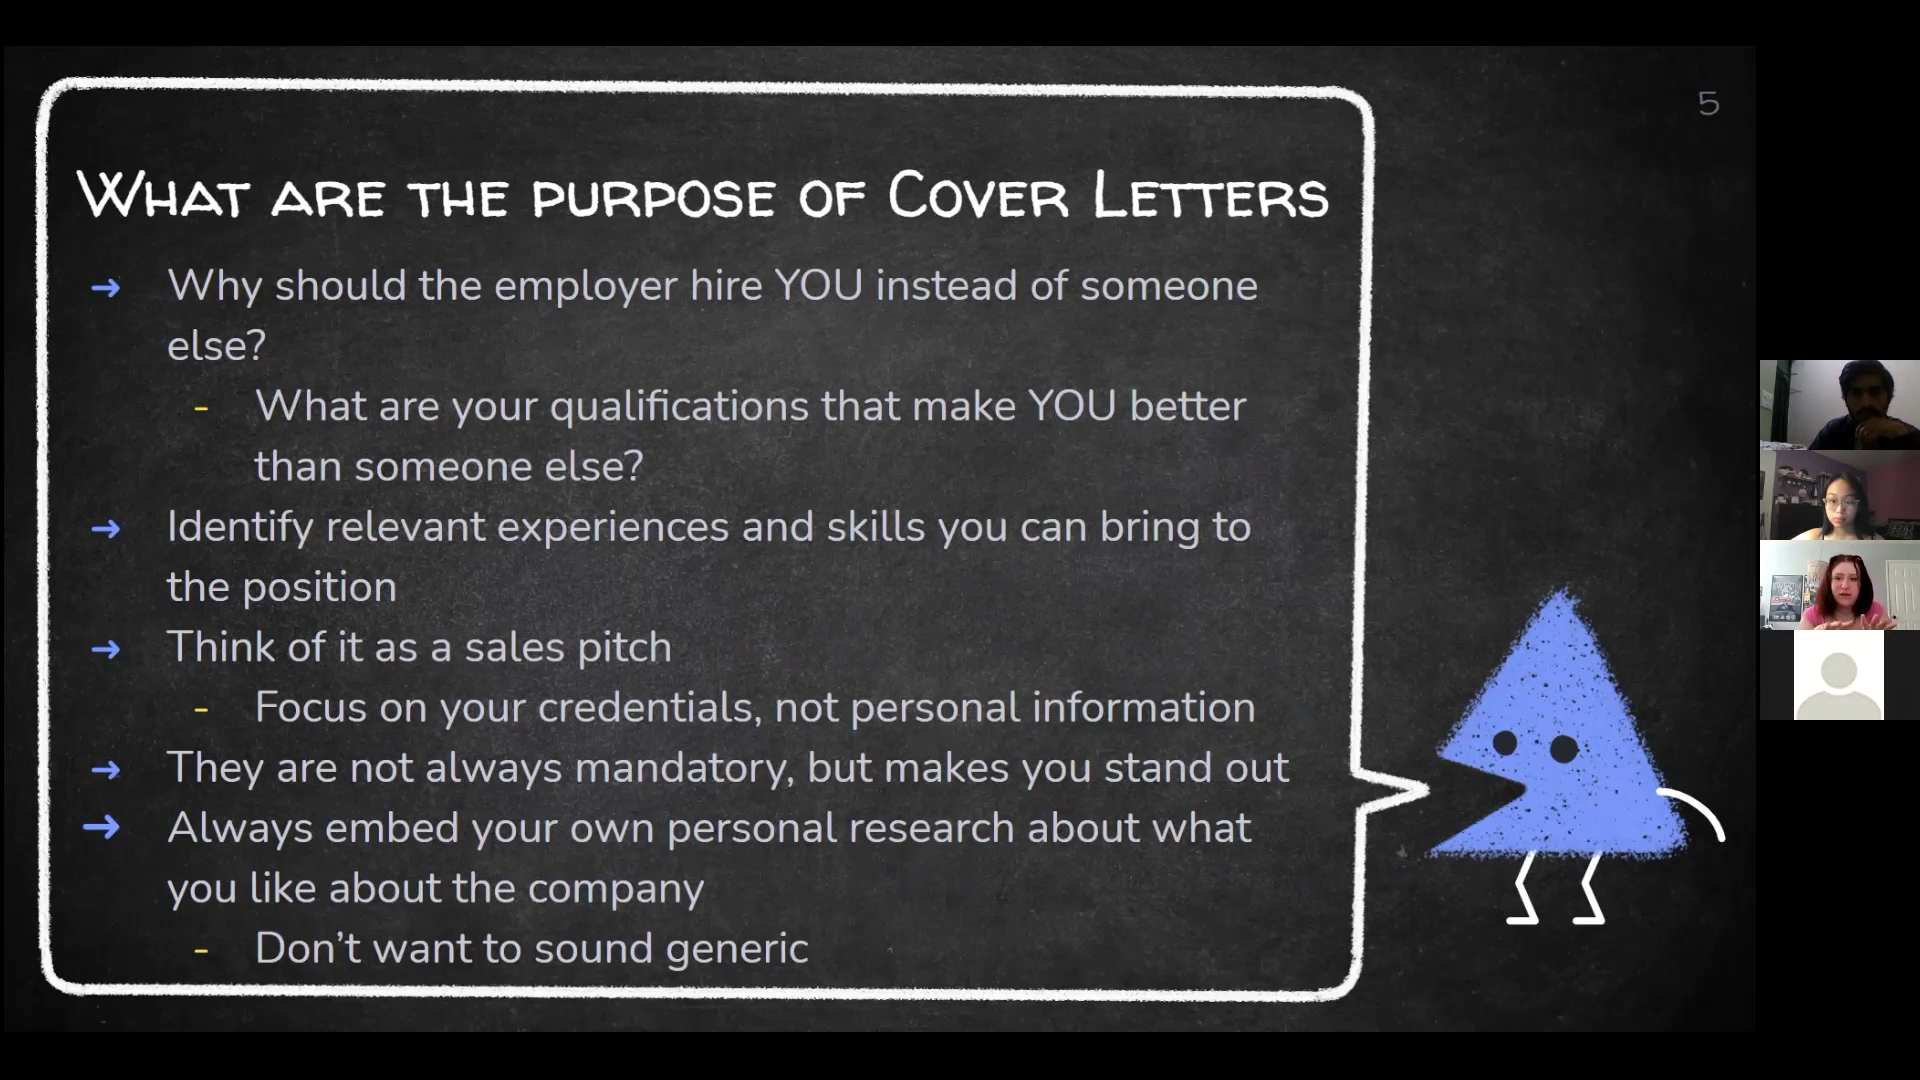 5
What are the purpose of Cover Letters
➔ Why should the employer hire YOU instead of someone
else?
- What are your qualifications that make YOU better
than someone else?
➔ Identify relevant experiences and skills you can bring to
the position
➔ Think of it as a sales pitch
- Focus on your credentials, not personal information
➔ They are not always mandatory, but makes you stand out
➔ Always embed your own personal research about what
you like about the company
- Don’t want to sound generic